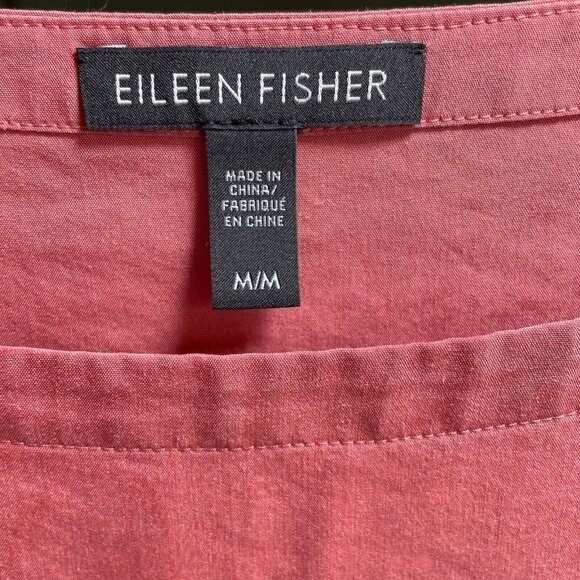 EILEEN FISHER
MADE IN
CHINA/
FABRIQUÉ
EN CHINE
M/M